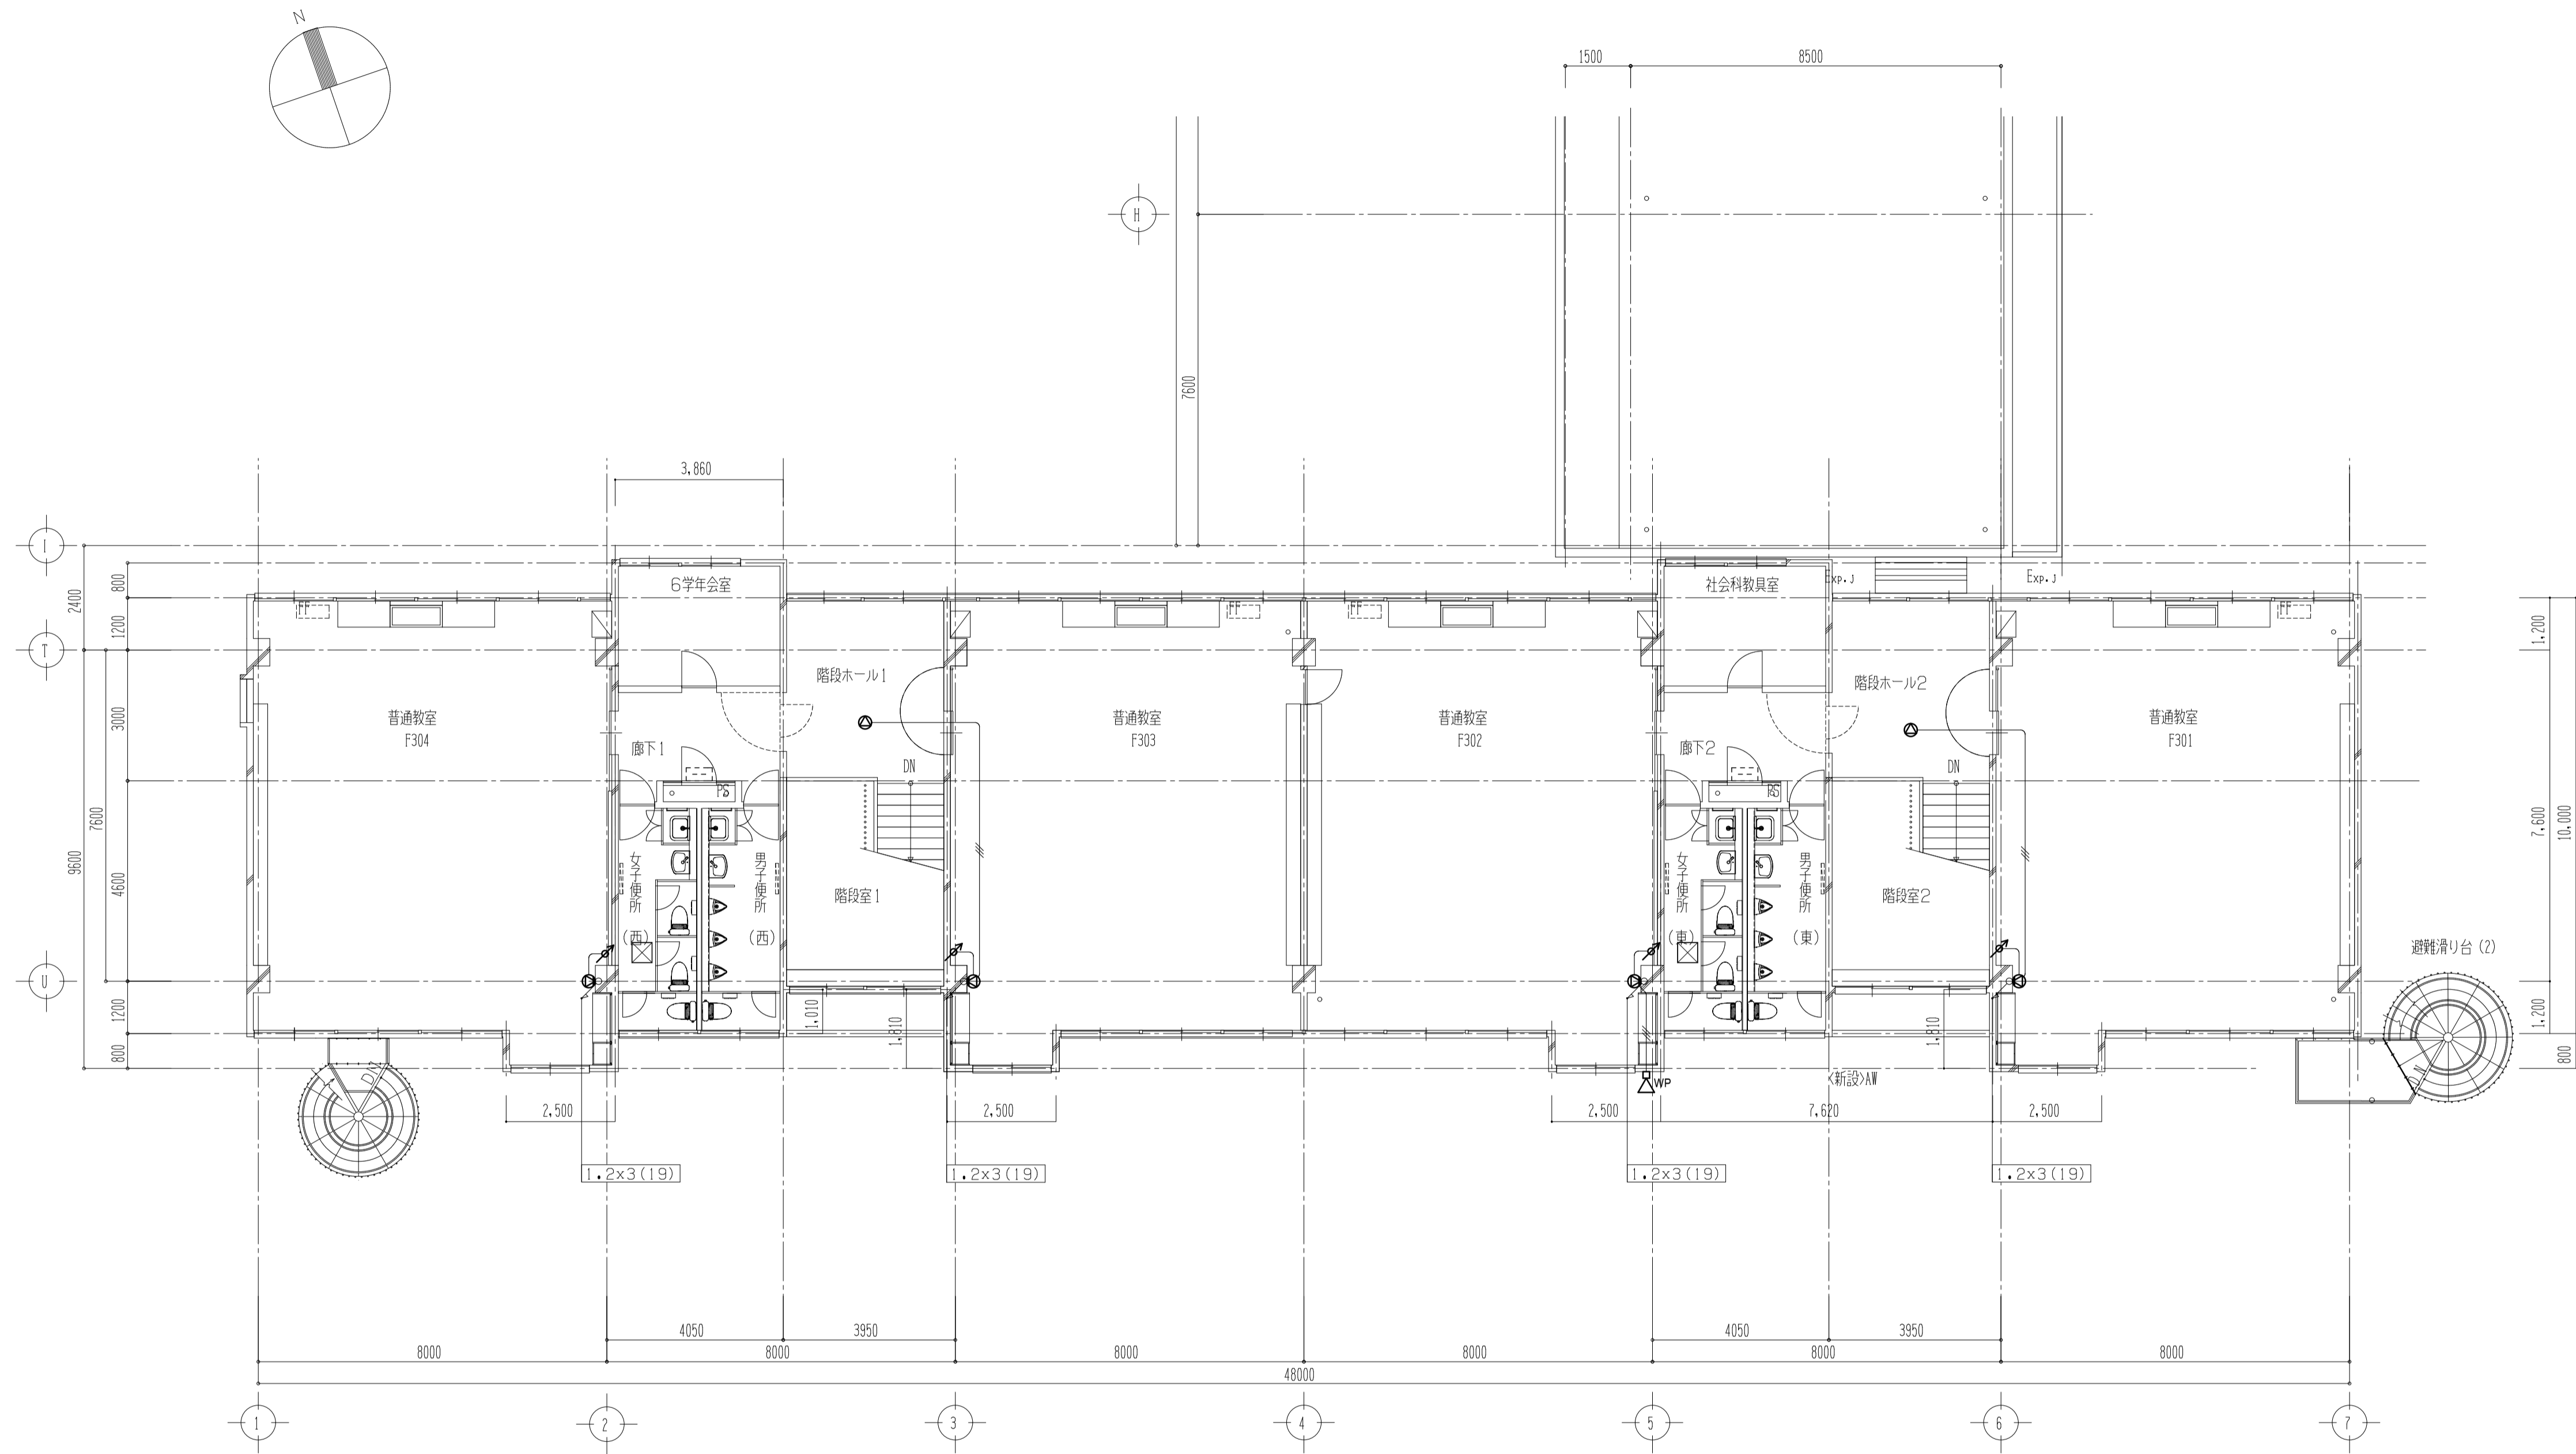 N
1500
8500
H
7600
3,860
I
T
U
2400
800
1200
3000
7600
9600
4600
1200
800
6学年会室
社会科教具室
Exp.J
Exp.J
FF
FF
FF
FF
階段ホール1
階段ホール2
普通教室
F304
普通教室
F303
普通教室
F302
普通教室
F301
廊下1
廊下2
DN
DN
PS
PS
女子便所
(西)
男子便所
(西)
女子便所
(東)
男子便所
(東)
階段室1
階段室2
1,010
1,810
1,810
1,200
7,600
10,000
1,200
800
避難滑り台(2)
DN
DN
WP
<新設>AW
2,500
2,500
2,500
7,620
2,500
1.2x3(19)
1.2x3(19)
1.2x3(19)
1.2x3(19)
4050
3950
4050
3950
8000
8000
8000
8000
8000
8000
48000
1
2
3
4
5
6
7